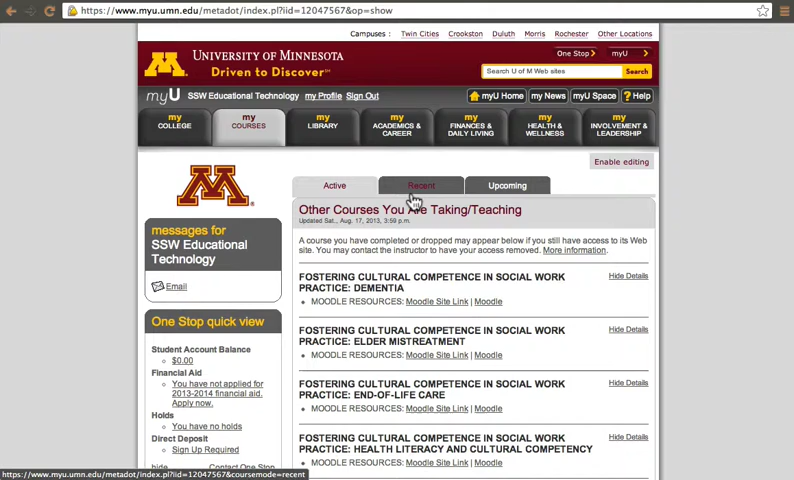 https://www.myu.umn.edu/metadot/index.pl?iid=12047567&op=show
Campuses : Twin Cities Crookston Duluth Morris Rochester Other Locations
UNIVERSITY OF MINNESOTA
Driven to Discover℠
One Stop myU
Search U of M Web sites Search
myU SSW Educational Technology my Profile Sign Out
myU Home my News myU Space Help
my COLLEGE
my COURSES
my LIBRARY
my ACADEMICS & CAREER
my FINANCES & DAILY LIVING
my HEALTH & WELLNESS
my INVOLVEMENT & LEADERSHIP
Enable editing
M
messages for
SSW Educational
Technology
Email
One Stop quick view
Student Account Balance
$0.00
Financial Aid
You have not applied for
2013-2014 financial aid.
Apply now.
Holds
You have no holds
Direct Deposit
Sign Up Required
hide Contact One Stop
Active Recent Upcoming
Other Courses You Are Taking/Teaching
Updated Sat., Aug. 17, 2013, 3:59 p.m.
A course you have completed or dropped may appear below if you still have access to its Web
site. You may contact the instructor to have your access removed. More information.
FOSTERING CULTURAL COMPETENCE IN SOCIAL WORK Hide Details
PRACTICE: DEMENTIA
MOODLE RESOURCES: Moodle Site Link | Moodle
FOSTERING CULTURAL COMPETENCE IN SOCIAL WORK Hide Details
PRACTICE: ELDER MISTREATMENT
MOODLE RESOURCES: Moodle Site Link | Moodle
FOSTERING CULTURAL COMPETENCE IN SOCIAL WORK Hide Details
PRACTICE: END-OF-LIFE CARE
MOODLE RESOURCES: Moodle Site Link | Moodle
FOSTERING CULTURAL COMPETENCE IN SOCIAL WORK Hide Details
PRACTICE: HEALTH LITERACY AND CULTURAL COMPETENCY
MOODLE RESOURCES: Moodle Site Link | Moodle
https://www.myu.umn.edu/metadot/index.pl?iid=12047567&coursemode=recent